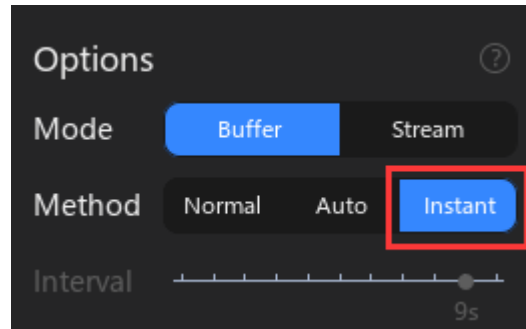 Options ?
Mode Buffer Stream
Method Normal Auto Instant
Interval
9s